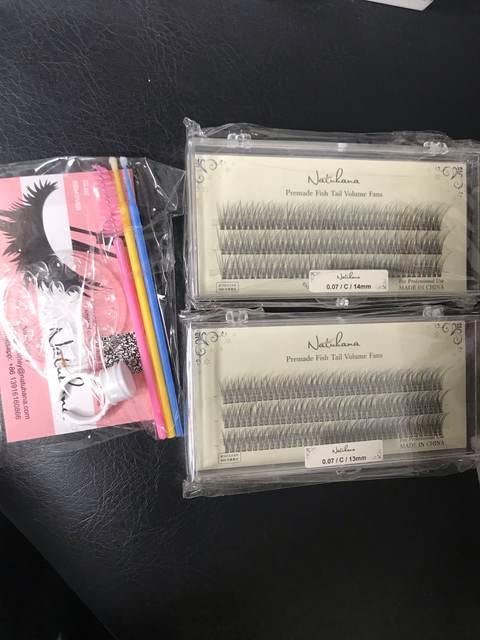 Natuhana
Premade Fish Tail Volume Fans
Natuhana
0.07 / C / 14mm
For Professional Use
MADE IN CHINA
Natuhana
Premade Fish Tail Volume Fans
Natuhana
0.07 / C / 13mm
MADE IN CHINA
Natuhana